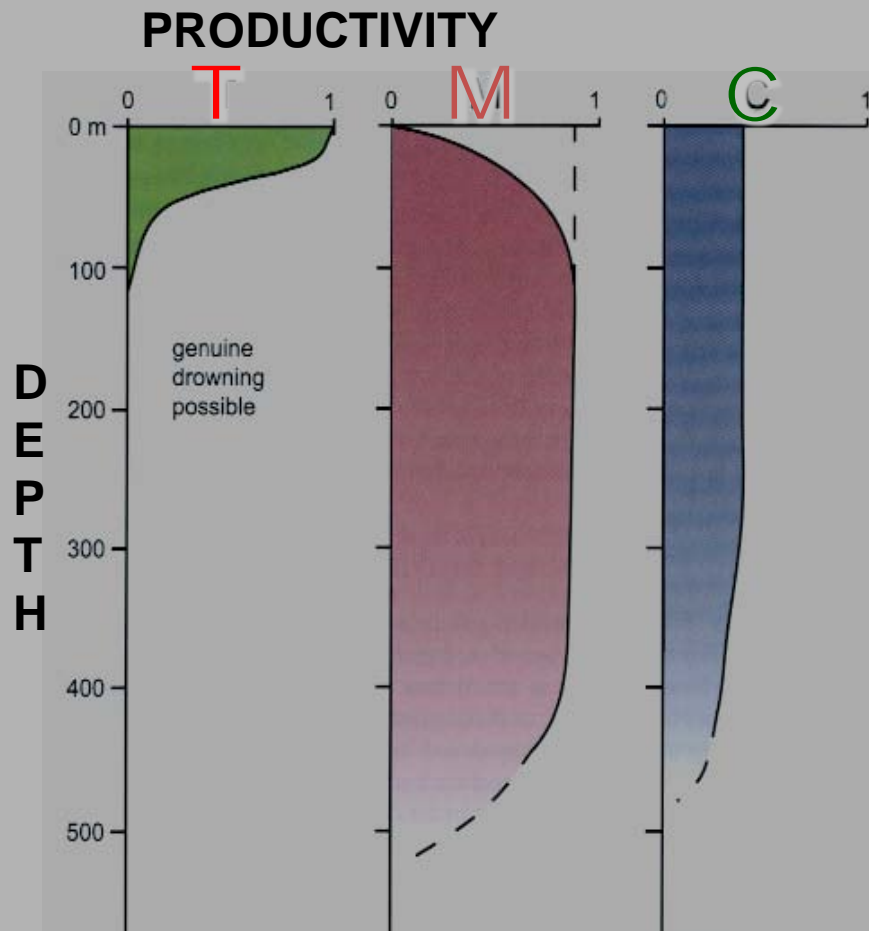 PRODUCTIVITY
T M C
0 1 0 1 0 1
0 m
100
genuine
drowning
possible
200
300
400
500
D
E
P
T
H